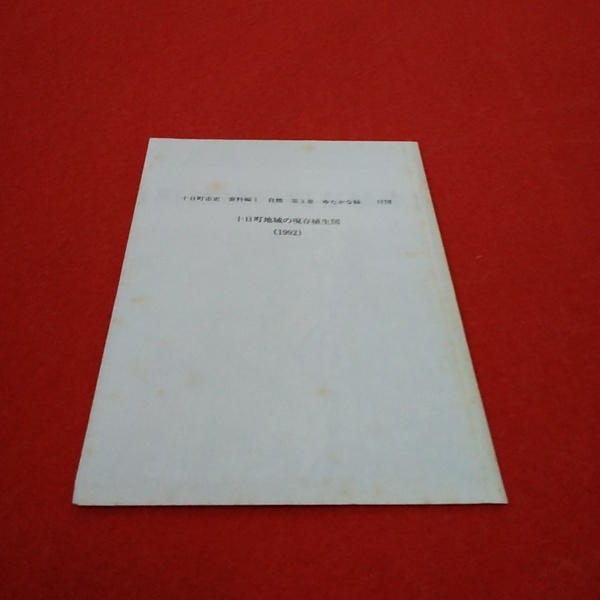 十日町市史 資料編1 自然 第3章 ゆたかな緑 付図
十日町地域の現存植生図
(1992)